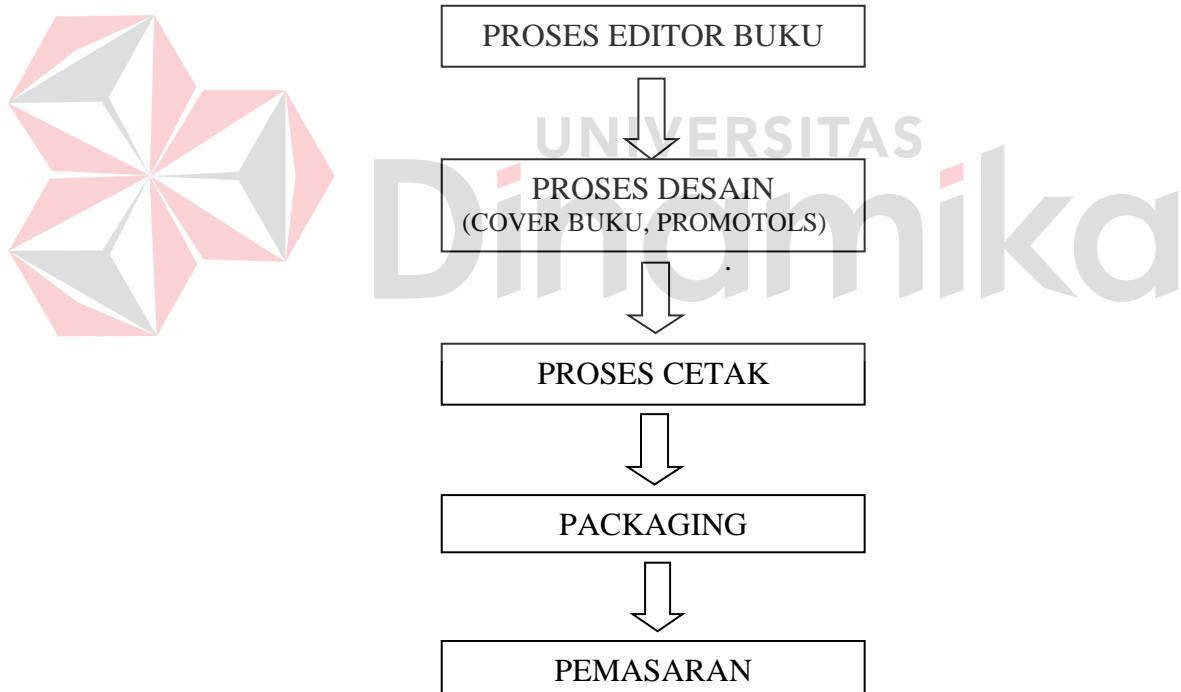 PROSES EDITOR BUKU
UNIVERSITAS
Dinamika
PROSES DESAIN
(COVER BUKU, PROMOTOLS)
.
PROSES CETAK
PACKAGING
PEMASARAN